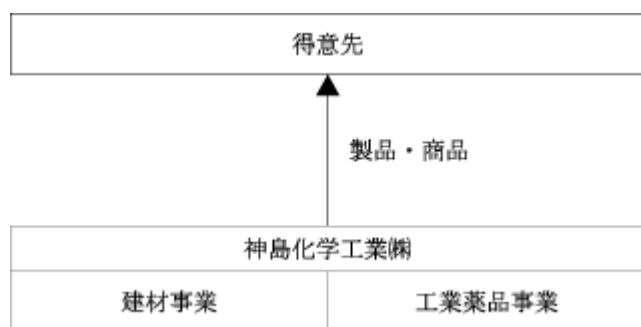 得意先
製品・商品
神島化学工業㈱
建材事業
工業薬品事業